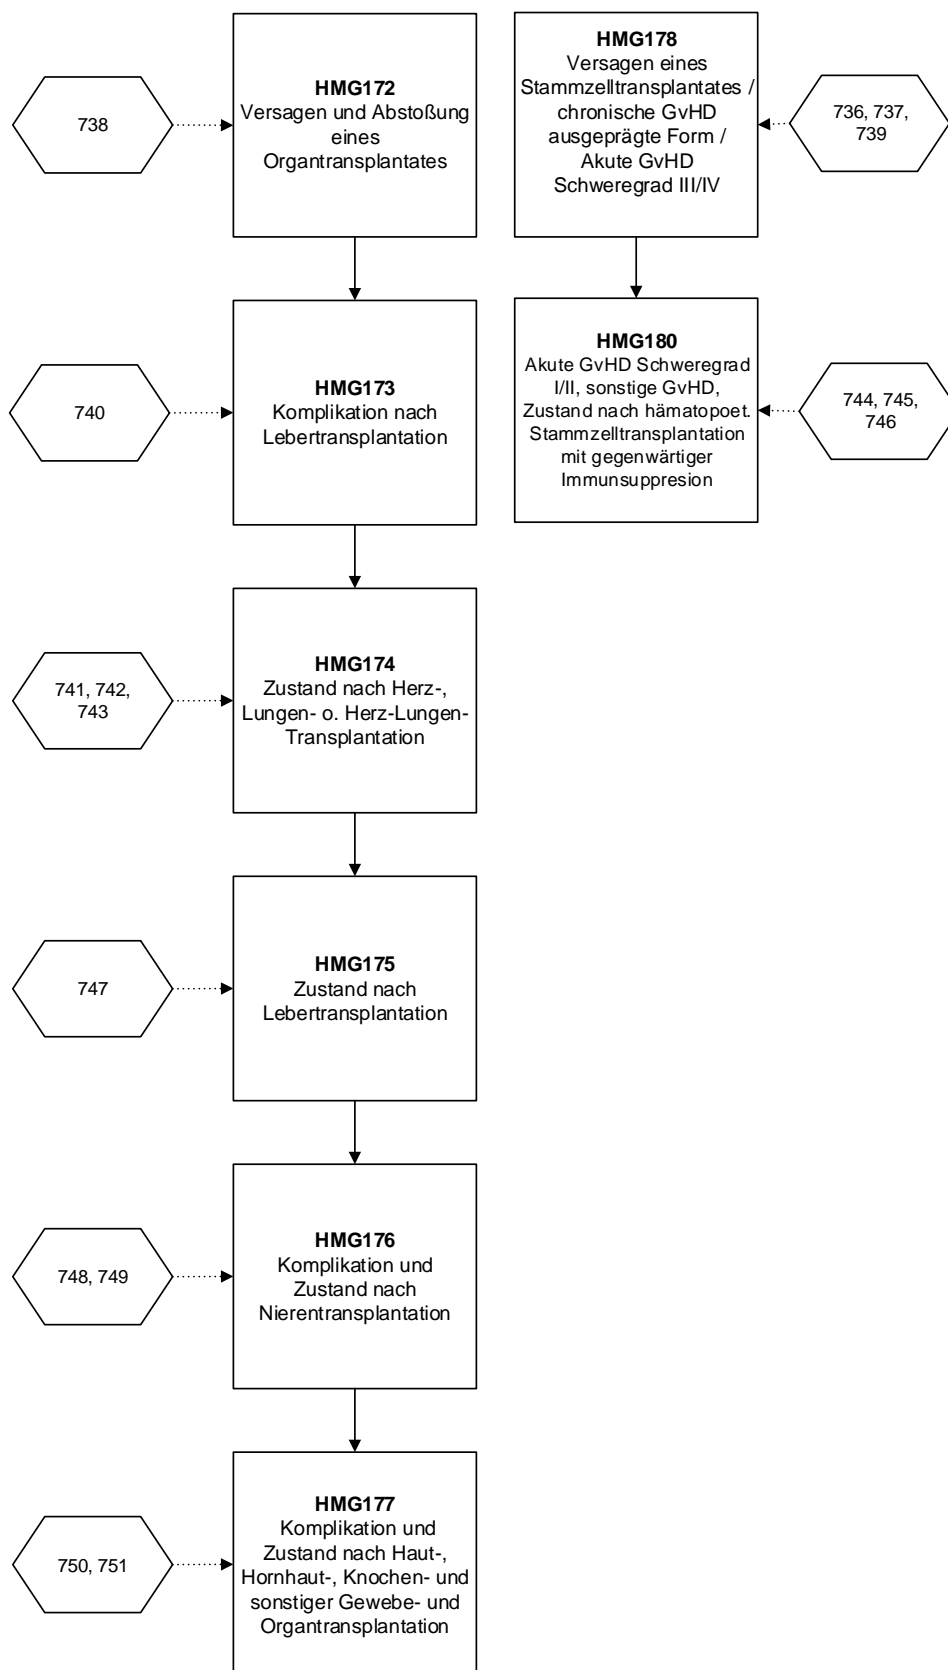 738
HMG172
Versagen und Abstoßung
eines
Organtransplantates
HMG178
Versagen eines
Stammzelltransplantates /
chronische GvHD
ausgeprägte Form /
Akute GvHD
Schweregrad III/IV
736, 737,
739
740
HMG173
Komplikation nach
Lebertransplantation
HMG180
Akute GvHD Schweregrad
I/II, sonstige GvHD,
Zustand nach hämatopoet.
Stammzelltransplantation
mit gegenwärtiger
Immunsuppresion
744, 745,
746
741, 742,
743
HMG174
Zustand nach Herz-,
Lungen- o. Herz-Lungen-
Transplantation
747
HMG175
Zustand nach
Lebertransplantation
748, 749
HMG176
Komplikation und
Zustand nach
Nierentransplantation
750, 751
HMG177
Komplikation und
Zustand nach Haut-,
Hornhaut-, Knochen- und
sonstiger Gewebe- und
Organtransplantation